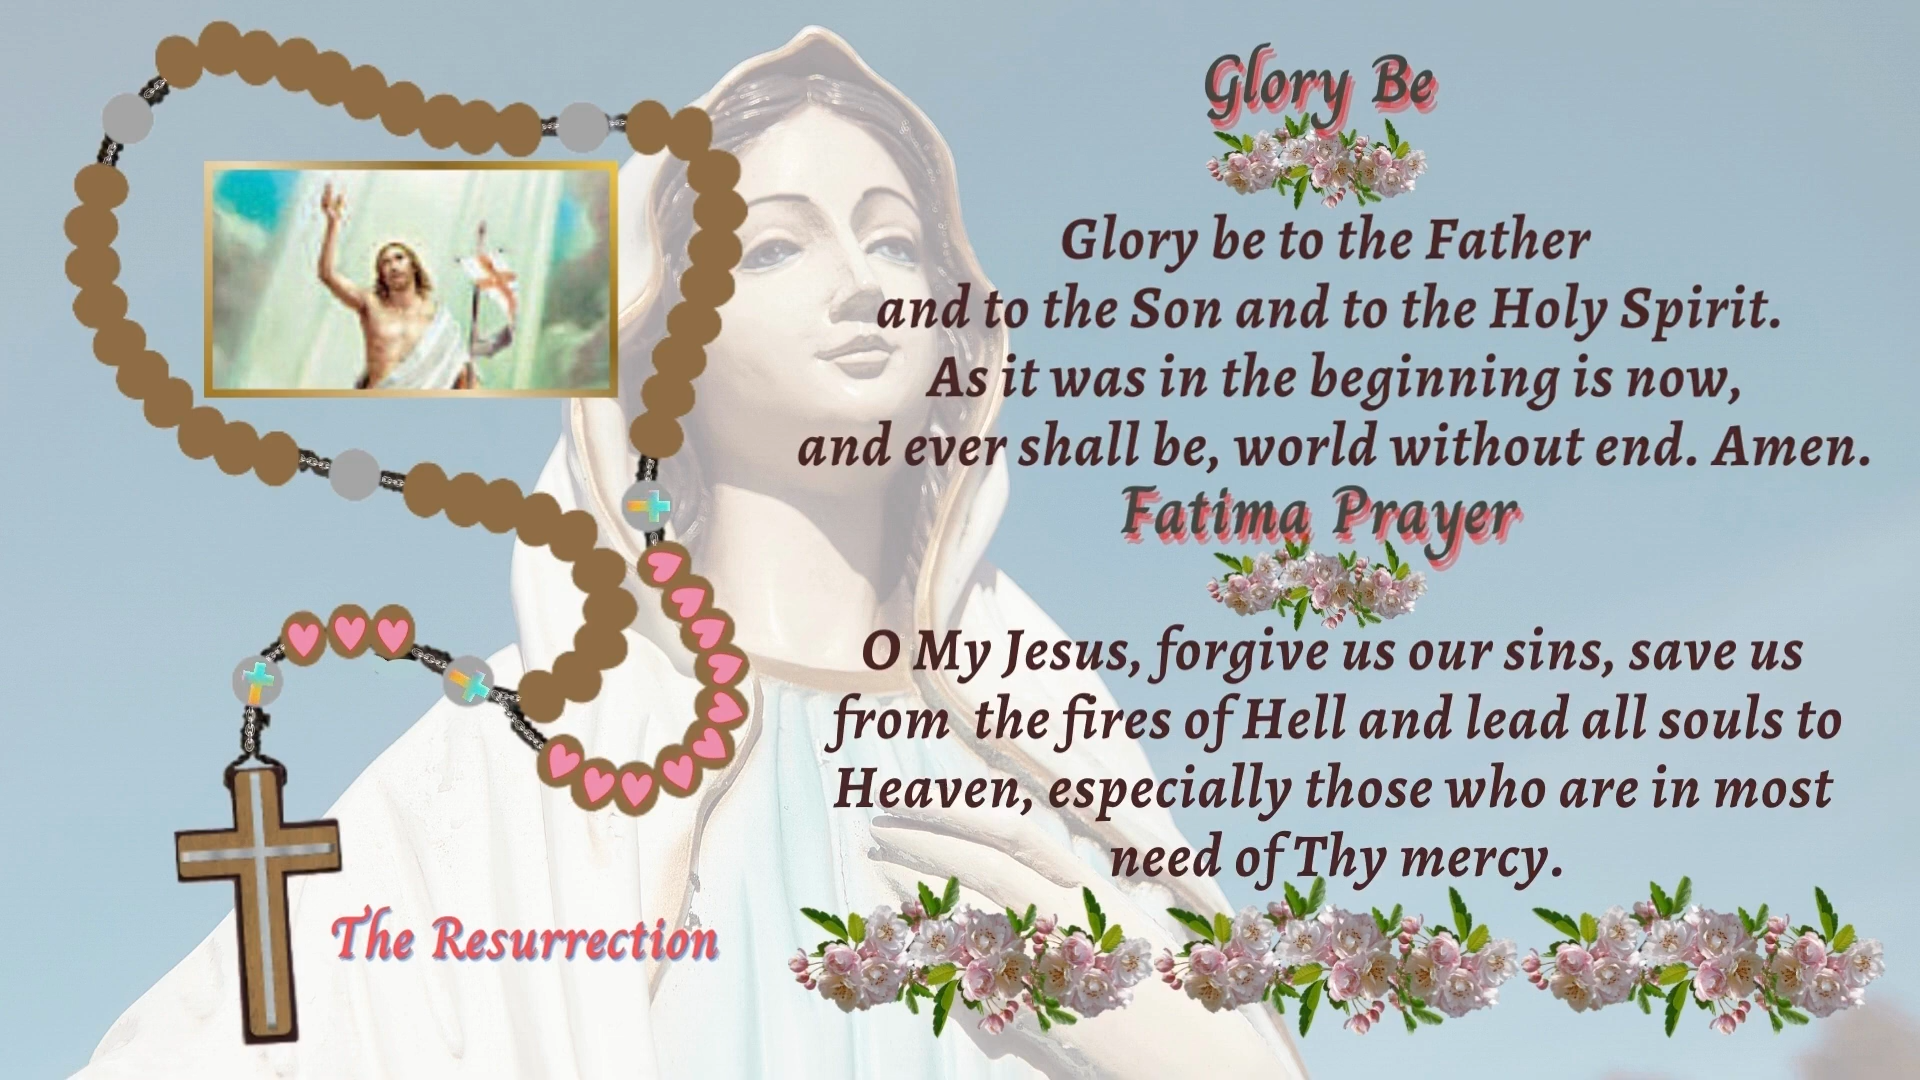 Glory Be
Glory be to the Father
and to the Son and to the Holy Spirit.
As it was in the beginning is now,
and ever shall be, world without end. Amen.
Fatima Prayer
O My Jesus, forgive us our sins, save us
from the fires of Hell and lead all souls to
Heaven, especially those who are in most
need of Thy mercy.
The Resurrection